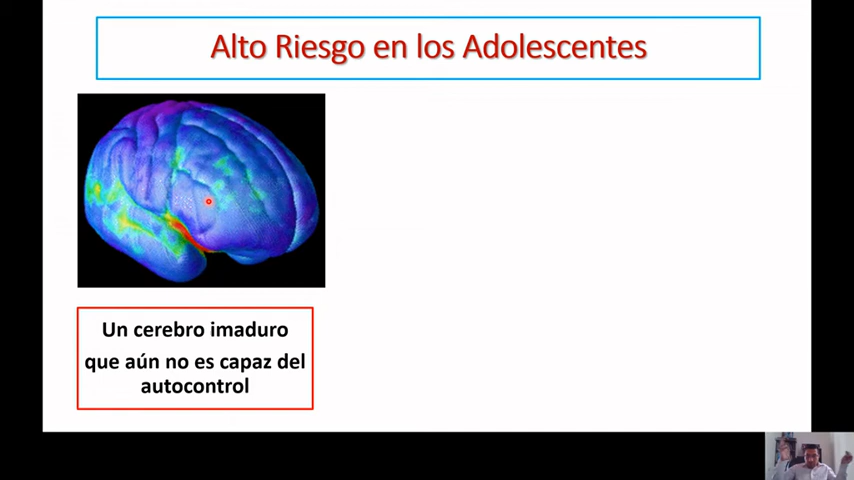 Alto Riesgo en los Adolescentes
Un cerebro imaduro
que aún no es capaz del
autocontrol